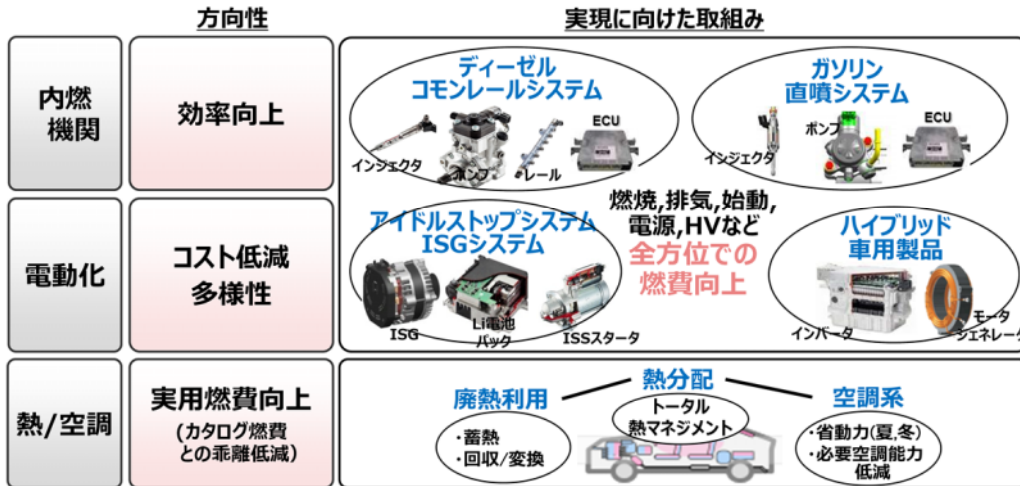 方向性
実現に向けた取組み
内燃
機関
効率向上
ディーゼル
コモンレールシステム
インジェクタ
ポンプ
レール
ECU
ガソリン
直噴システム
インジェクタ
ポンプ
ECU
燃焼,排気,始動,
電源,HVなど
全方位での
燃費向上
電動化
コスト低減
多様性
アイドルストップシステム
ISGシステム
ISG
Li電池
パック
ISSスタータ
ハイブリッド
車用製品
インバータ
モータ
ジェネレータ
熱/空調
実用燃費向上
(カタログ燃費
との乖離低減)
廃熱利用
・蓄熱
・回収/変換
熱分配
トータル
熱マネジメント
空調系
・省動力(夏,冬)
・必要空調能力
低減